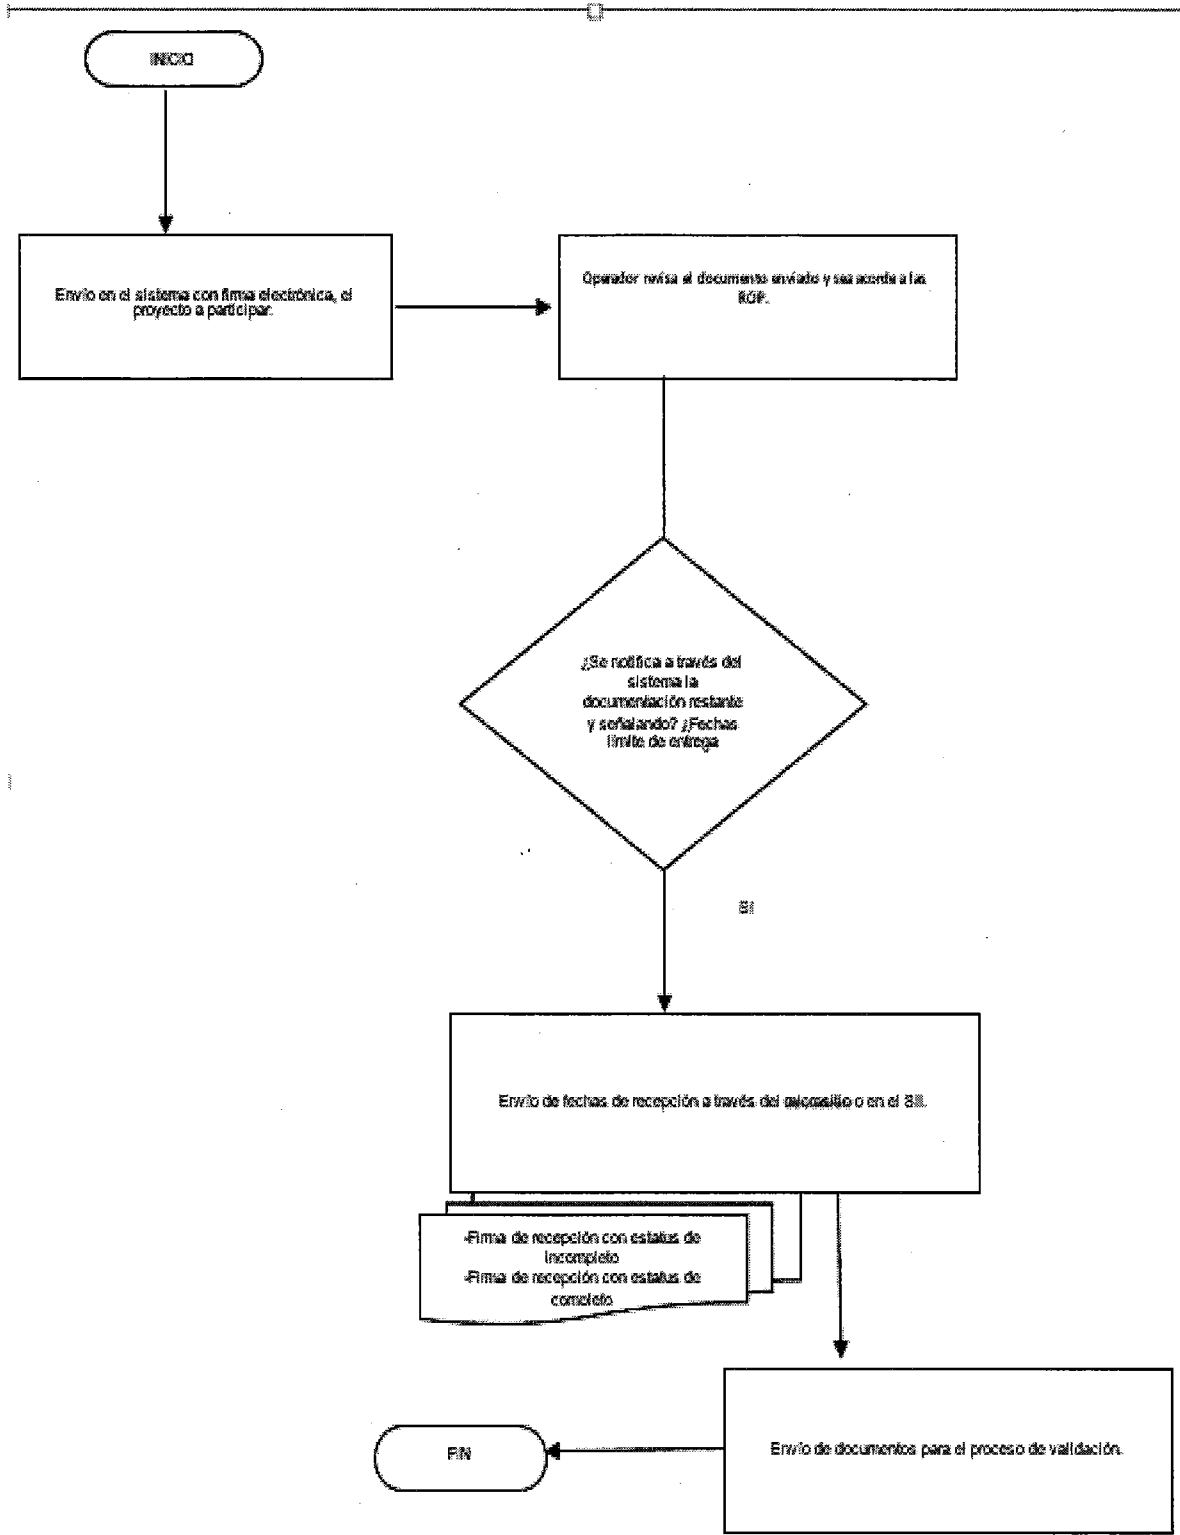 INICIO
Envío en el sistema con firma electrónica, el
proyecto a participar.
Operador revisa el documento enviado y sea acorde a las
ROP.
¿Se notifica a través del
sistema la
documentación restante
y señalando? ¿Fechas
límite de entrega
SI
Envío de fechas de recepción a través del micrositio o en el
-Firma de recepción con estatus de
incompleto
-Firma de recepción con estatus de
completo
Envío de documentos para el proceso de validación.
FIN